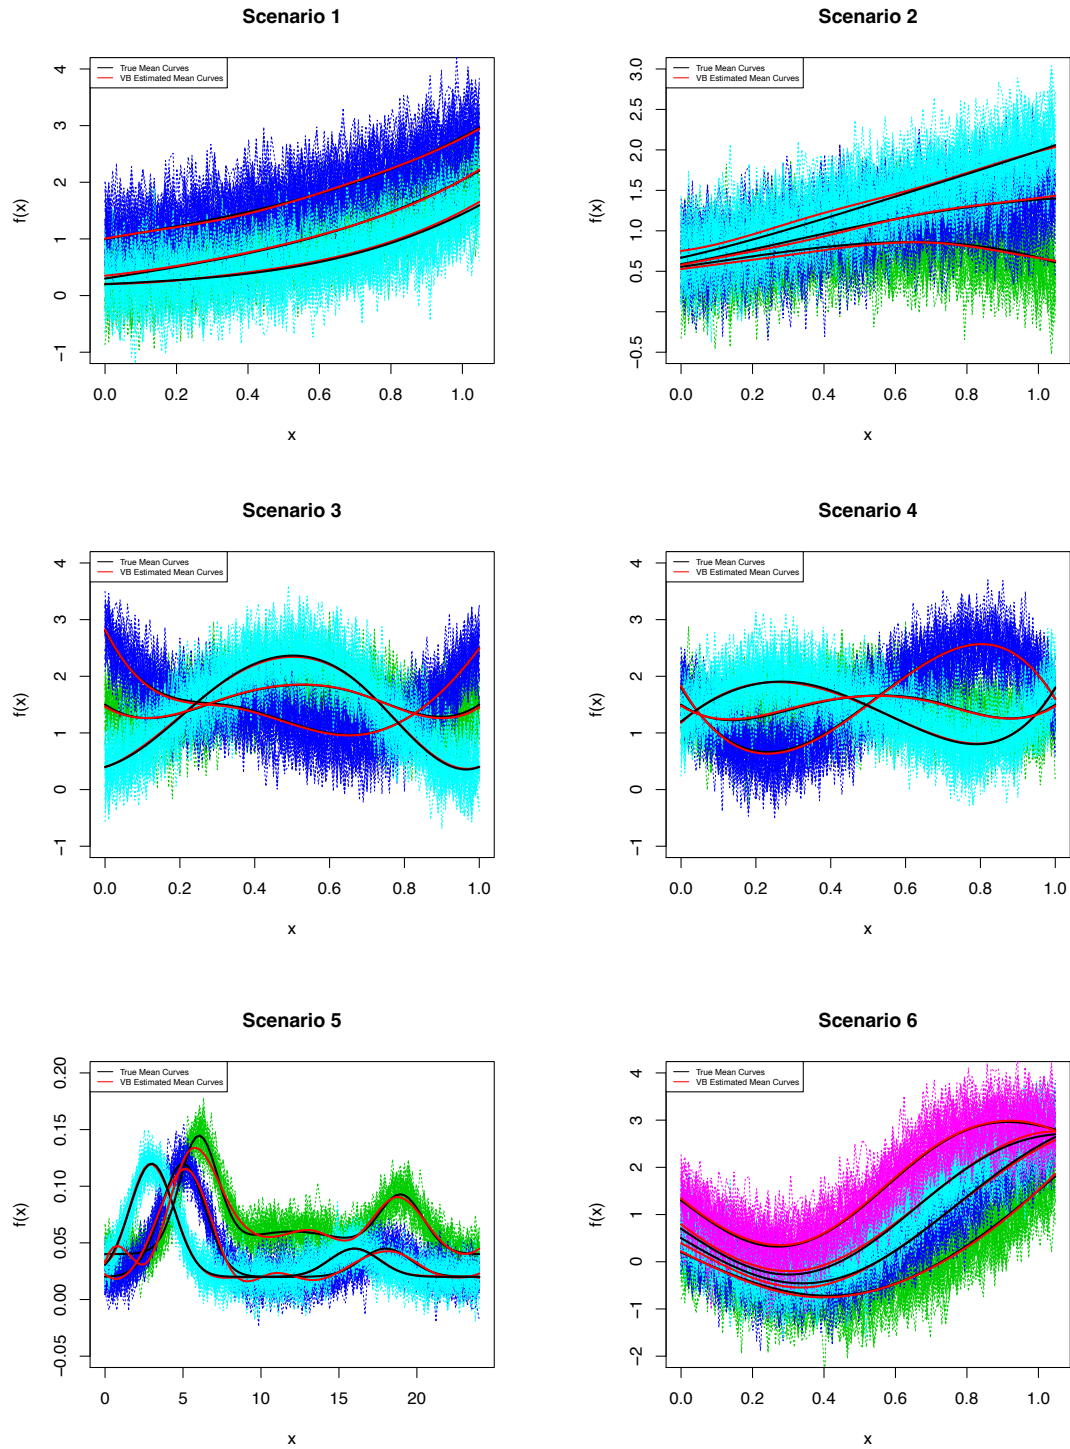 Scenario 1
True Mean Curves
VB Estimated Mean Curves
f(x)
4
3
2
1
0
−1
0.0 0.2 0.4 0.6 0.8 1.0
x
Scenario 2
True Mean Curves
VB Estimated Mean Curves
f(x)
3.0
2.5
2.0
1.5
1.0
0.5
−0.5
0.0 0.2 0.4 0.6 0.8 1.0
x
Scenario 3
True Mean Curves
VB Estimated Mean Curves
f(x)
4
3
2
1
0
−1
0.0 0.2 0.4 0.6 0.8 1.0
x
Scenario 4
True Mean Curves
VB Estimated Mean Curves
f(x)
4
3
2
1
0
−1
0.0 0.2 0.4 0.6 0.8 1.0
x
Scenario 5
True Mean Curves
VB Estimated Mean Curves
f(x)
0.20
0.15
0.10
0.05
0.00
−0.05
0 5 10 15 20
x
Scenario 6
True Mean Curves
VB Estimated Mean Curves
f(x)
4
3
2
1
0
−1
−2
0.0 0.2 0.4 0.6 0.8 1.0
x